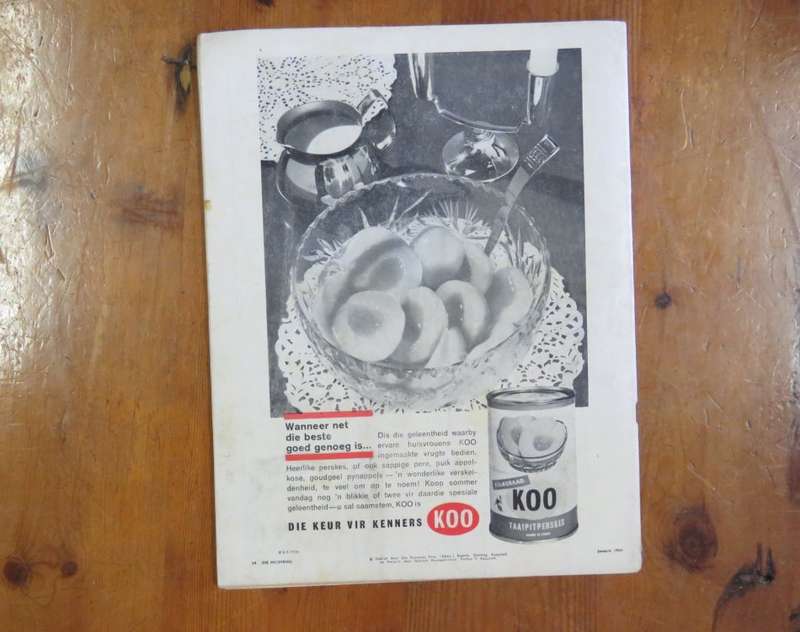 Wanneer net
die beste
goed genoeg is...
Dis die geleentheid waarby
ervare huisvrouens KOO
ingemaakte vrugte bedien.
Heerlike perskes, of ook sappige pere, puik appel-
kose, goudgeel pynappels — 'n wonderlike verskei-
denheid, te veel om op te noem! Koop sommer
vandag nog 'n blikkie of twee vir daardie spesiale
geleentheid — u sal saamstem, KOO is
DIE KEUR VIR KENNERS KOO
KOO
TAAIPITPERSKES